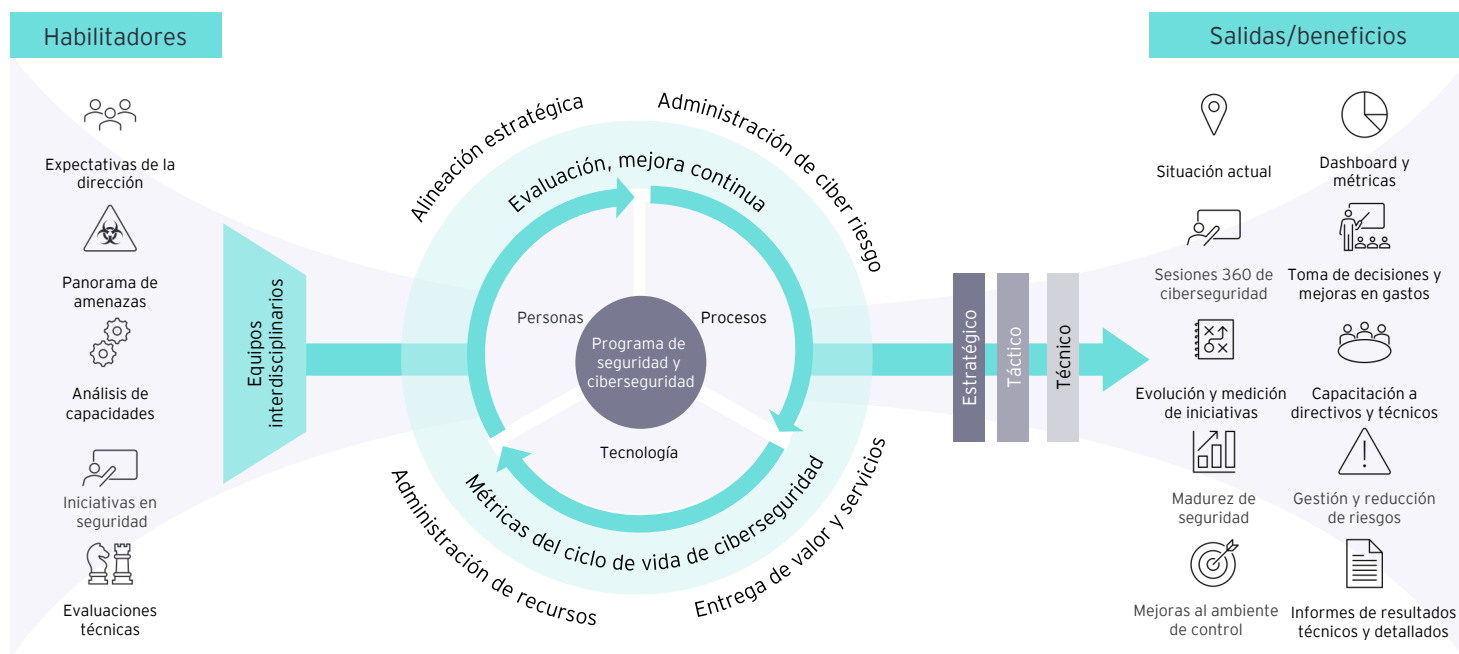 Habilitadores
Expectativas de la
dirección
Panorama de
amenazas
Análisis de
capacidades
Iniciativas en
seguridad
Evaluaciones
técnicas
Equipos
interdisciplinarios
Alineación estratégica
Administración de ciber riesgo
Evaluación, mejora continua
Personas
Procesos
Programa de
seguridad y
ciberseguridad
Tecnología
Métricas del ciclo de vida de ciberseguridad
Administración de recursos
Entrega de valor y servicios
Estratégico
Táctico
Técnico
Salidas/beneficios
Situación actual
Dashboard y
métricas
Sesiones 360 de
ciberseguridad
Toma de decisiones y
mejoras en gastos
Evolución y medición
de iniciativas
Capacitación a
directivos y técnicos
Madurez de
seguridad
Gestión y reducción
de riesgos
Mejoras al ambiente
de control
Informes de resultados
técnicos y detallados